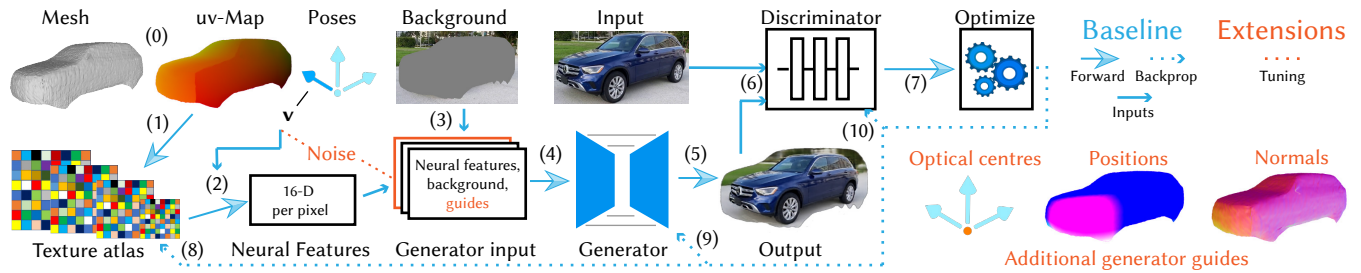 Mesh
uv-Map
Poses
Background
Input
Discriminator
Optimize
Baseline
Extensions
(0)
Forward
Backprop
Tuning
Inputs
(1)
v
(3)
(6)
(7)
(10)
Noise
(2)
16-D
per pixel
Neural features,
background,
guides
(4)
(5)
Optical centres
Positions
Normals
Texture atlas
(8)
Neural Features
Generator input
Generator
(9)
Output
Additional generator guides